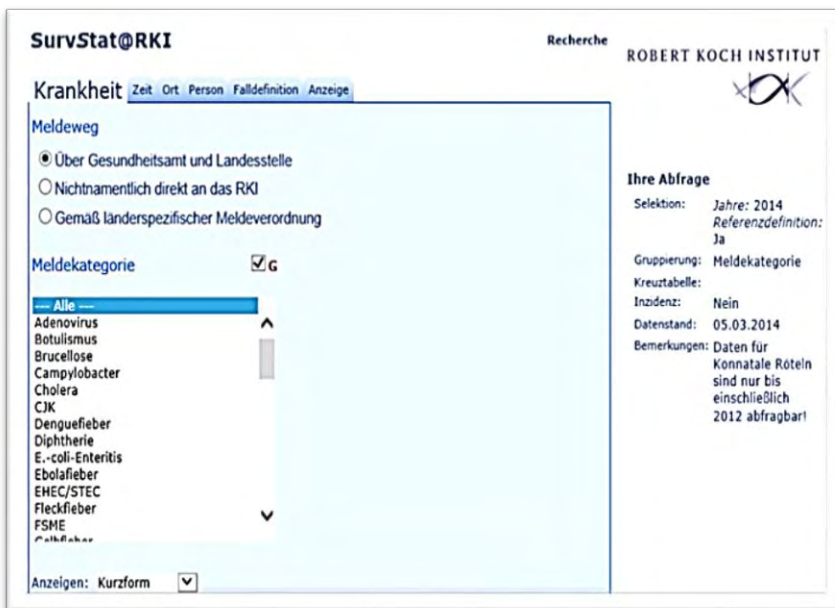 SurvStat@RKI
Recherche
ROBERT KOCH INSTITUT
Krankheit Zeit Ort Person Falldefinition Anzeige
Meldeweg
Über Gesundheitsamt und Landesstelle
Nichtnamentlich direkt an das RKI
Gemäß länderspezifischer Meldeverordnung
Meldekategorie G
--- Alle ---
Adenovirus
Botulismus
Brucellose
Campylobacter
Cholera
CJK
Denguefieber
Diphtherie
E.-coli-Enteritis
Ebolafieber
EHEC/STEC
Fleckfieber
FSME
Anzeigen: Kurzform
Ihre Abfrage
Selektion: Jahre: 2014
Referenzdefinition:
Ja
Gruppierung: Meldekategorie
Kreuztabelle:
Inzidenz: Nein
Datenstand: 05.03.2014
Bemerkungen: Daten für
Konnatale Röteln
sind nur bis
einschließlich
2012 abfragbar!